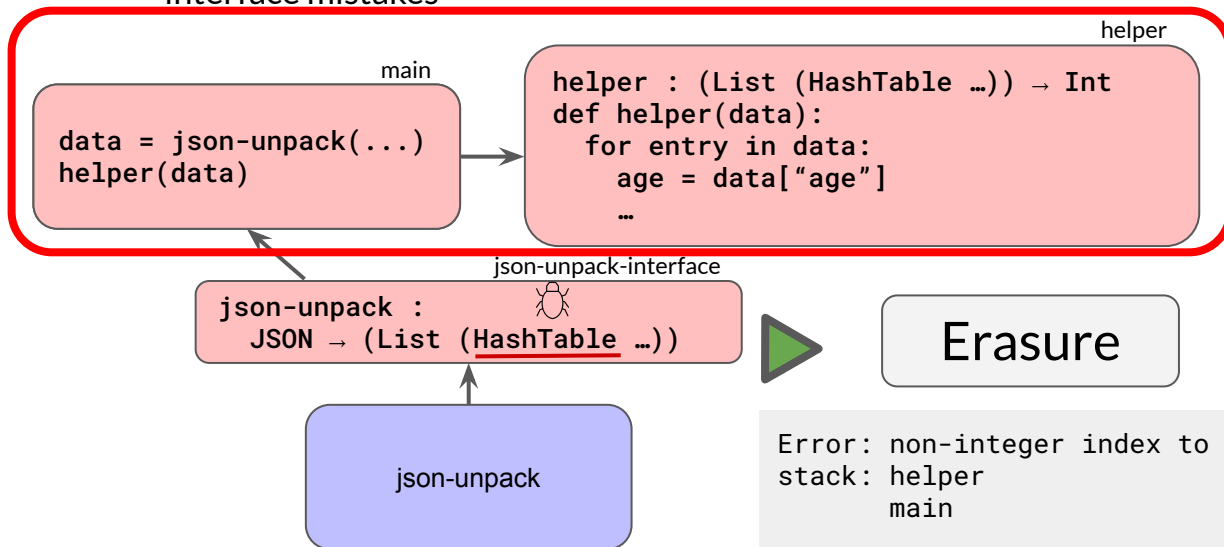 interface mistakes
helper
main
helper : (List (HashTable …)) → Int
def helper(data):
for entry in data:
age = data[“age”]
…
data = json-unpack(...)
helper(data)
json-unpack-interface
json-unpack :
JSON → (List (HashTable …))
Erasure
json-unpack
Error: non-integer index to
stack: helper
main